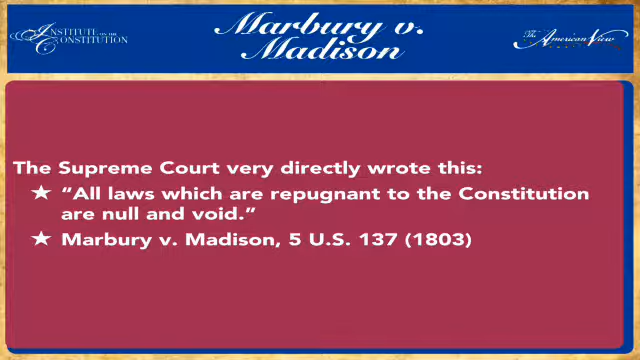 INSTITUTE ON THE
CONSTITUTION
Marbury v.
Madison
The American View
The Supreme Court very directly wrote this:
★ “All laws which are repugnant to the Constitution
are null and void.”
★ Marbury v. Madison, 5 U.S. 137 (1803)